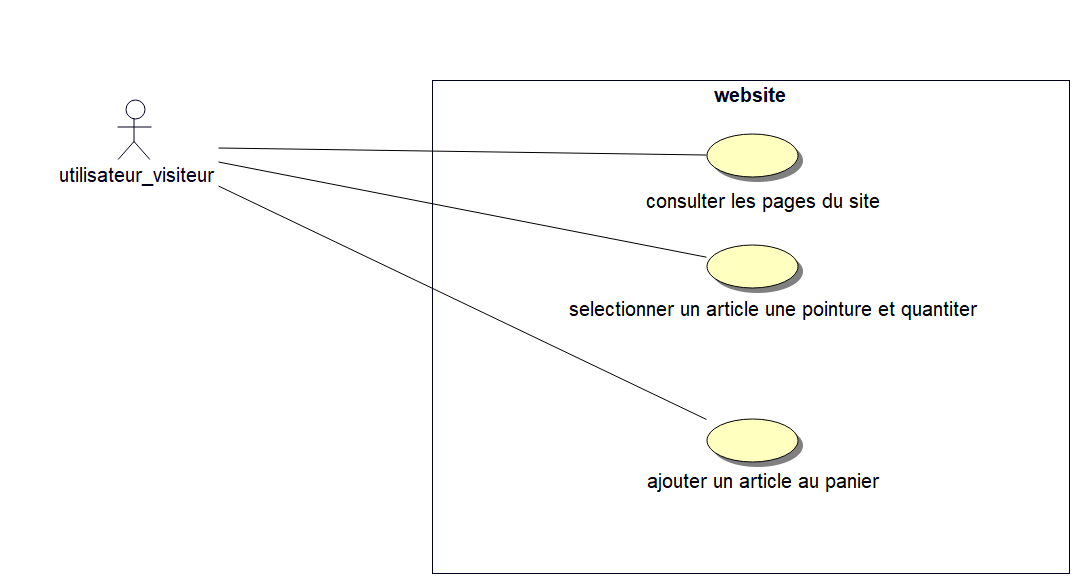 website
utilisateur_visiteur
consulter les pages du site
selectionner un article une pointure et quantiter
ajouter un article au panier